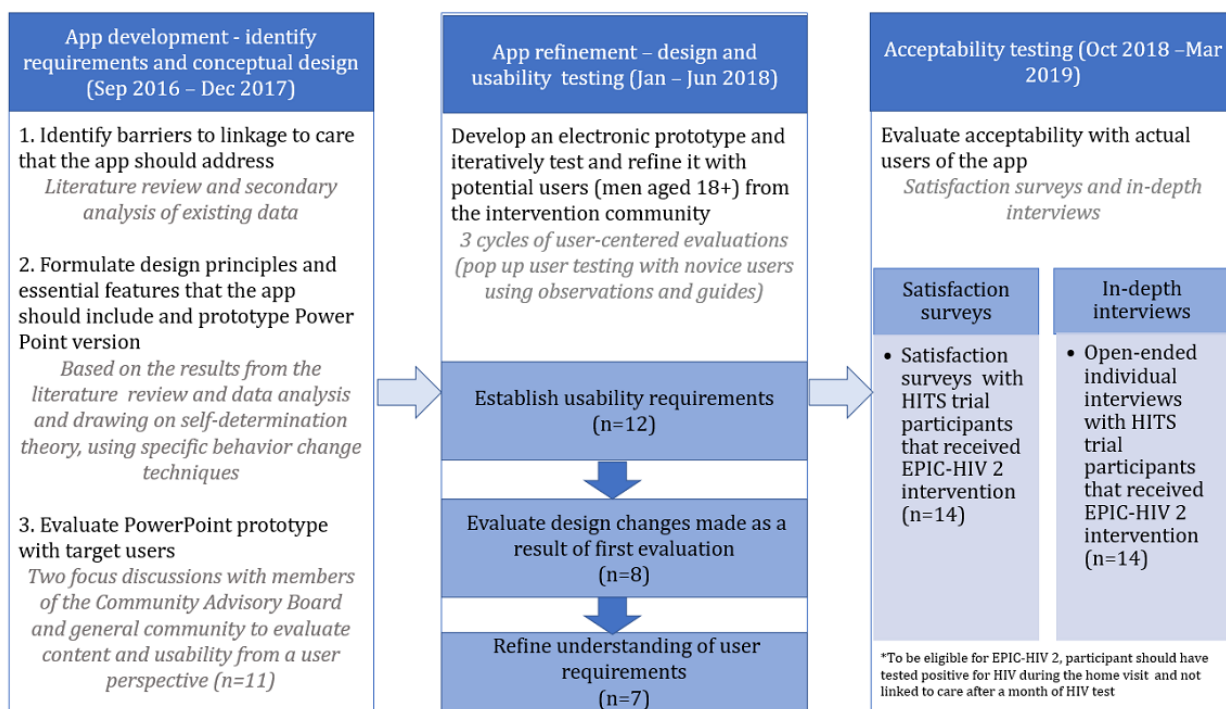 App development - identify
requirements and conceptual design
(Sep 2016 – Dec 2017)
1. Identify barriers to linkage to care
that the app should address
Literature review and secondary
analysis of existing data
2. Formulate design principles and
essential features that the app
should include and prototype Power
Point version
Based on the results from the
literature review and data analysis
and drawing on self-determination
theory, using specific behavior change
techniques
3. Evaluate PowerPoint prototype
with target users
Two focus discussions with members
of the Community Advisory Board
and general community to evaluate
content and usability from a user
perspective (n=11)
App refinement – design and
usability testing (Jan – Jun 2018)
Develop an electronic prototype and
iteratively test and refine it with
potential users (men aged 18+) from
the intervention community
3 cycles of user-centered evaluations
(pop up user testing with novice users
using observations and guides)
Establish usability requirements
(n=12)
Evaluate design changes made as a
result of first evaluation
(n=8)
Refine understanding of user
requirements
(n=7)
Acceptability testing (Oct 2018 –Mar
2019)
Evaluate acceptability with actual
users of the app
Satisfaction surveys and in-depth
interviews
Satisfaction
surveys
• Satisfaction
surveys with
HITS trial
participants
that received
EPIC-HIV 2
intervention
(n=14)
In-depth
interviews
• Open-ended
individual
interviews
with HITS
trial
participants
that received
EPIC-HIV 2
intervention
(n=14)
*To be eligible for EPIC-HIV 2, participant should have
tested positive for HIV during the home visit and not
linked to care after a month of HIV test